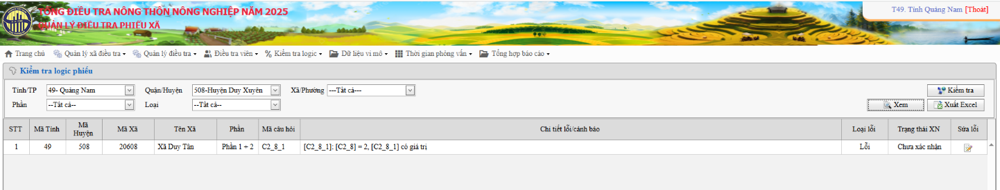 TỔNG ĐIỀU TRA NÔNG THÔN NÔNG NGHIỆP NĂM 2025
QUẢN LÝ ĐIỀU TRA PHIẾU XÃ
T49. Tỉnh Quảng Nam [Thoát]
Trang chủ Quản lý xã điều tra Quản lý điều tra Điều tra viên Kiểm tra logic Dữ liệu vi mô Thời gian phỏng vấn Tổng hợp báo cáo
Kiểm tra logic phiếu
Tỉnh/TP 49- Quảng Nam Quận/Huyện 508-Huyện Duy Xuyên Xã/Phường ---Tất cả--- Kiểm tra
Phần --Tất cả-- Loại --Tất cả-- Xem Xuất Excel
STT Mã Tỉnh Mã Huyện Mã Xã Tên Xã Phần Mã câu hỏi Chi tiết lỗi/cảnh báo Loại lỗi Trạng thái XN Sửa lỗi
1 49 508 20608 Xã Duy Tân Phần 1 + 2 C2_8_1 [C2_8_1]: [C2_8] = 2, [C2_8_1] có giá trị Lỗi Chưa xác nhận